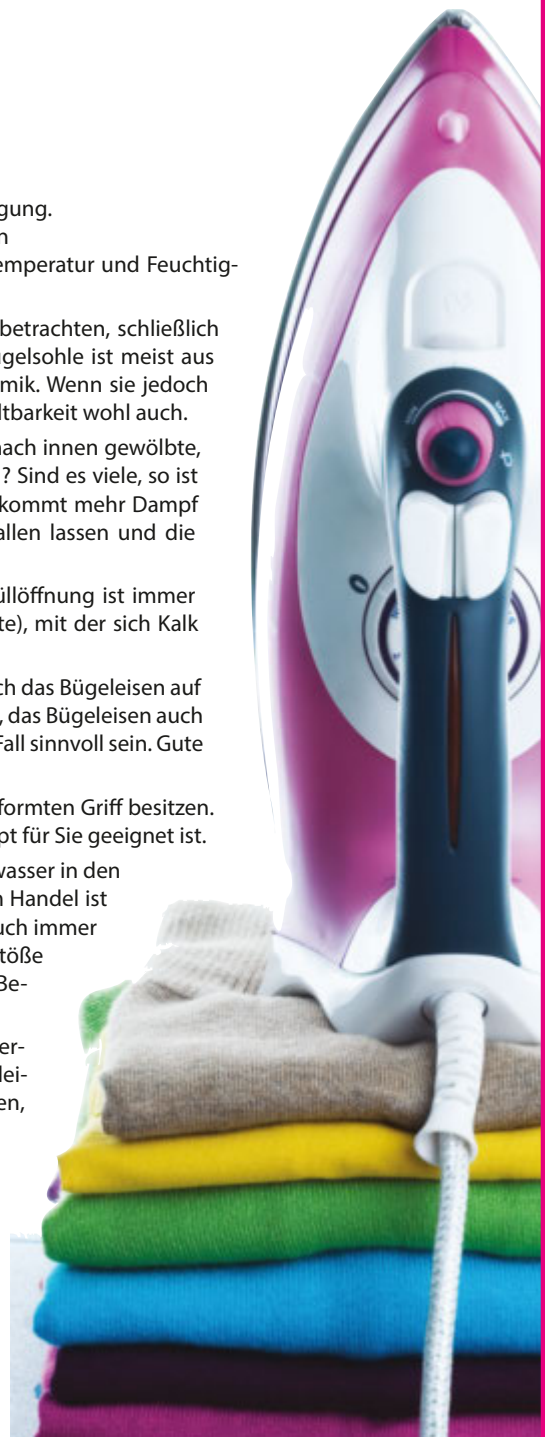 gung.
emperatur und Feuchtig-
betrachten, schließlich
gelsohle ist meist aus
mik. Wenn sie jedoch
ltbarkeit wohl auch.
nach innen gewölbte,
? Sind es viele, so ist
kommt mehr Dampf
allen lassen und die
üllöffnung ist immer
te), mit der sich Kalk
ch das Bügeleisen auf
, das Bügeleisen auch
Fall sinnvoll sein. Gute
formten Griff besitzen.
pt für Sie geeignet ist.
wasser in den
n Handel ist
uch immer
töße
Be-
er-
lei-
en,
MIN MAX